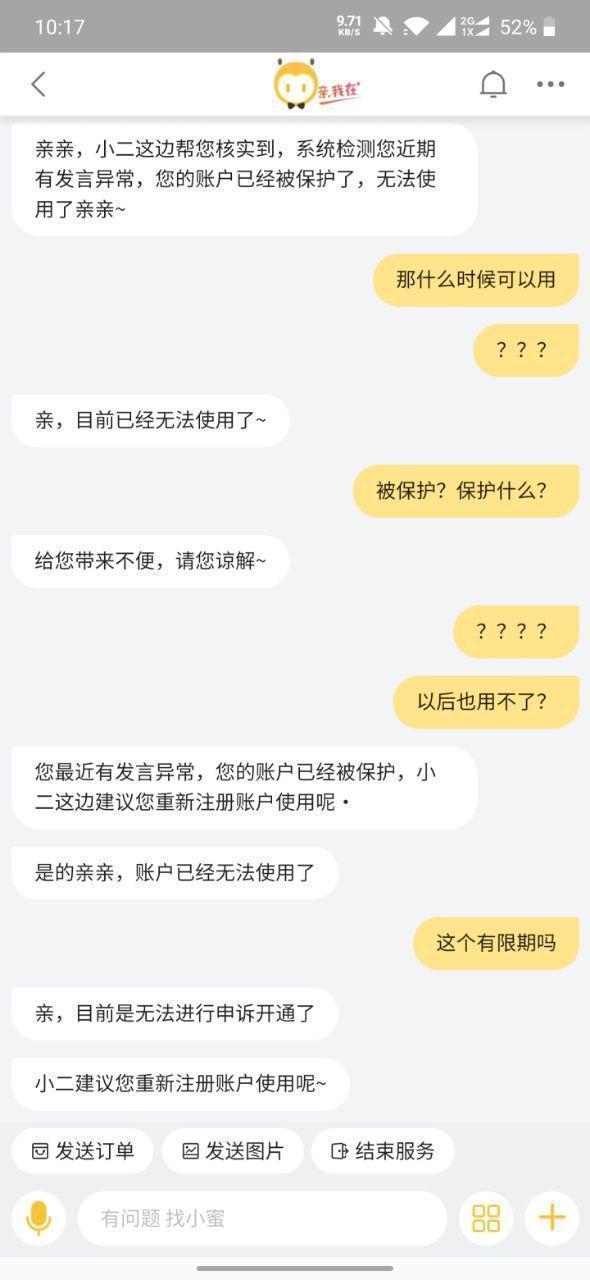 10:17
9.71
KB/S
2G
1X
52%
亲,我在
亲亲，小二这边帮您核实到，系统检测您近期
有发言异常，您的账户已经被保护了，无法使
用了亲亲~
那什么时候可以用
？？？
亲，目前已经无法使用了~
被保护？保护什么？
给您带来不便，请您谅解~
？？？？
以后也用不了？
您最近有发言异常，您的账户已经被保护，小
二这边建议您重新注册账户使用呢·
是的亲亲，账户已经无法使用了
这个有限期吗
亲，目前是无法进行申诉开通了
小二建议您重新注册账户使用呢~
发送订单
发送图片
结束服务
有问题 找小蜜